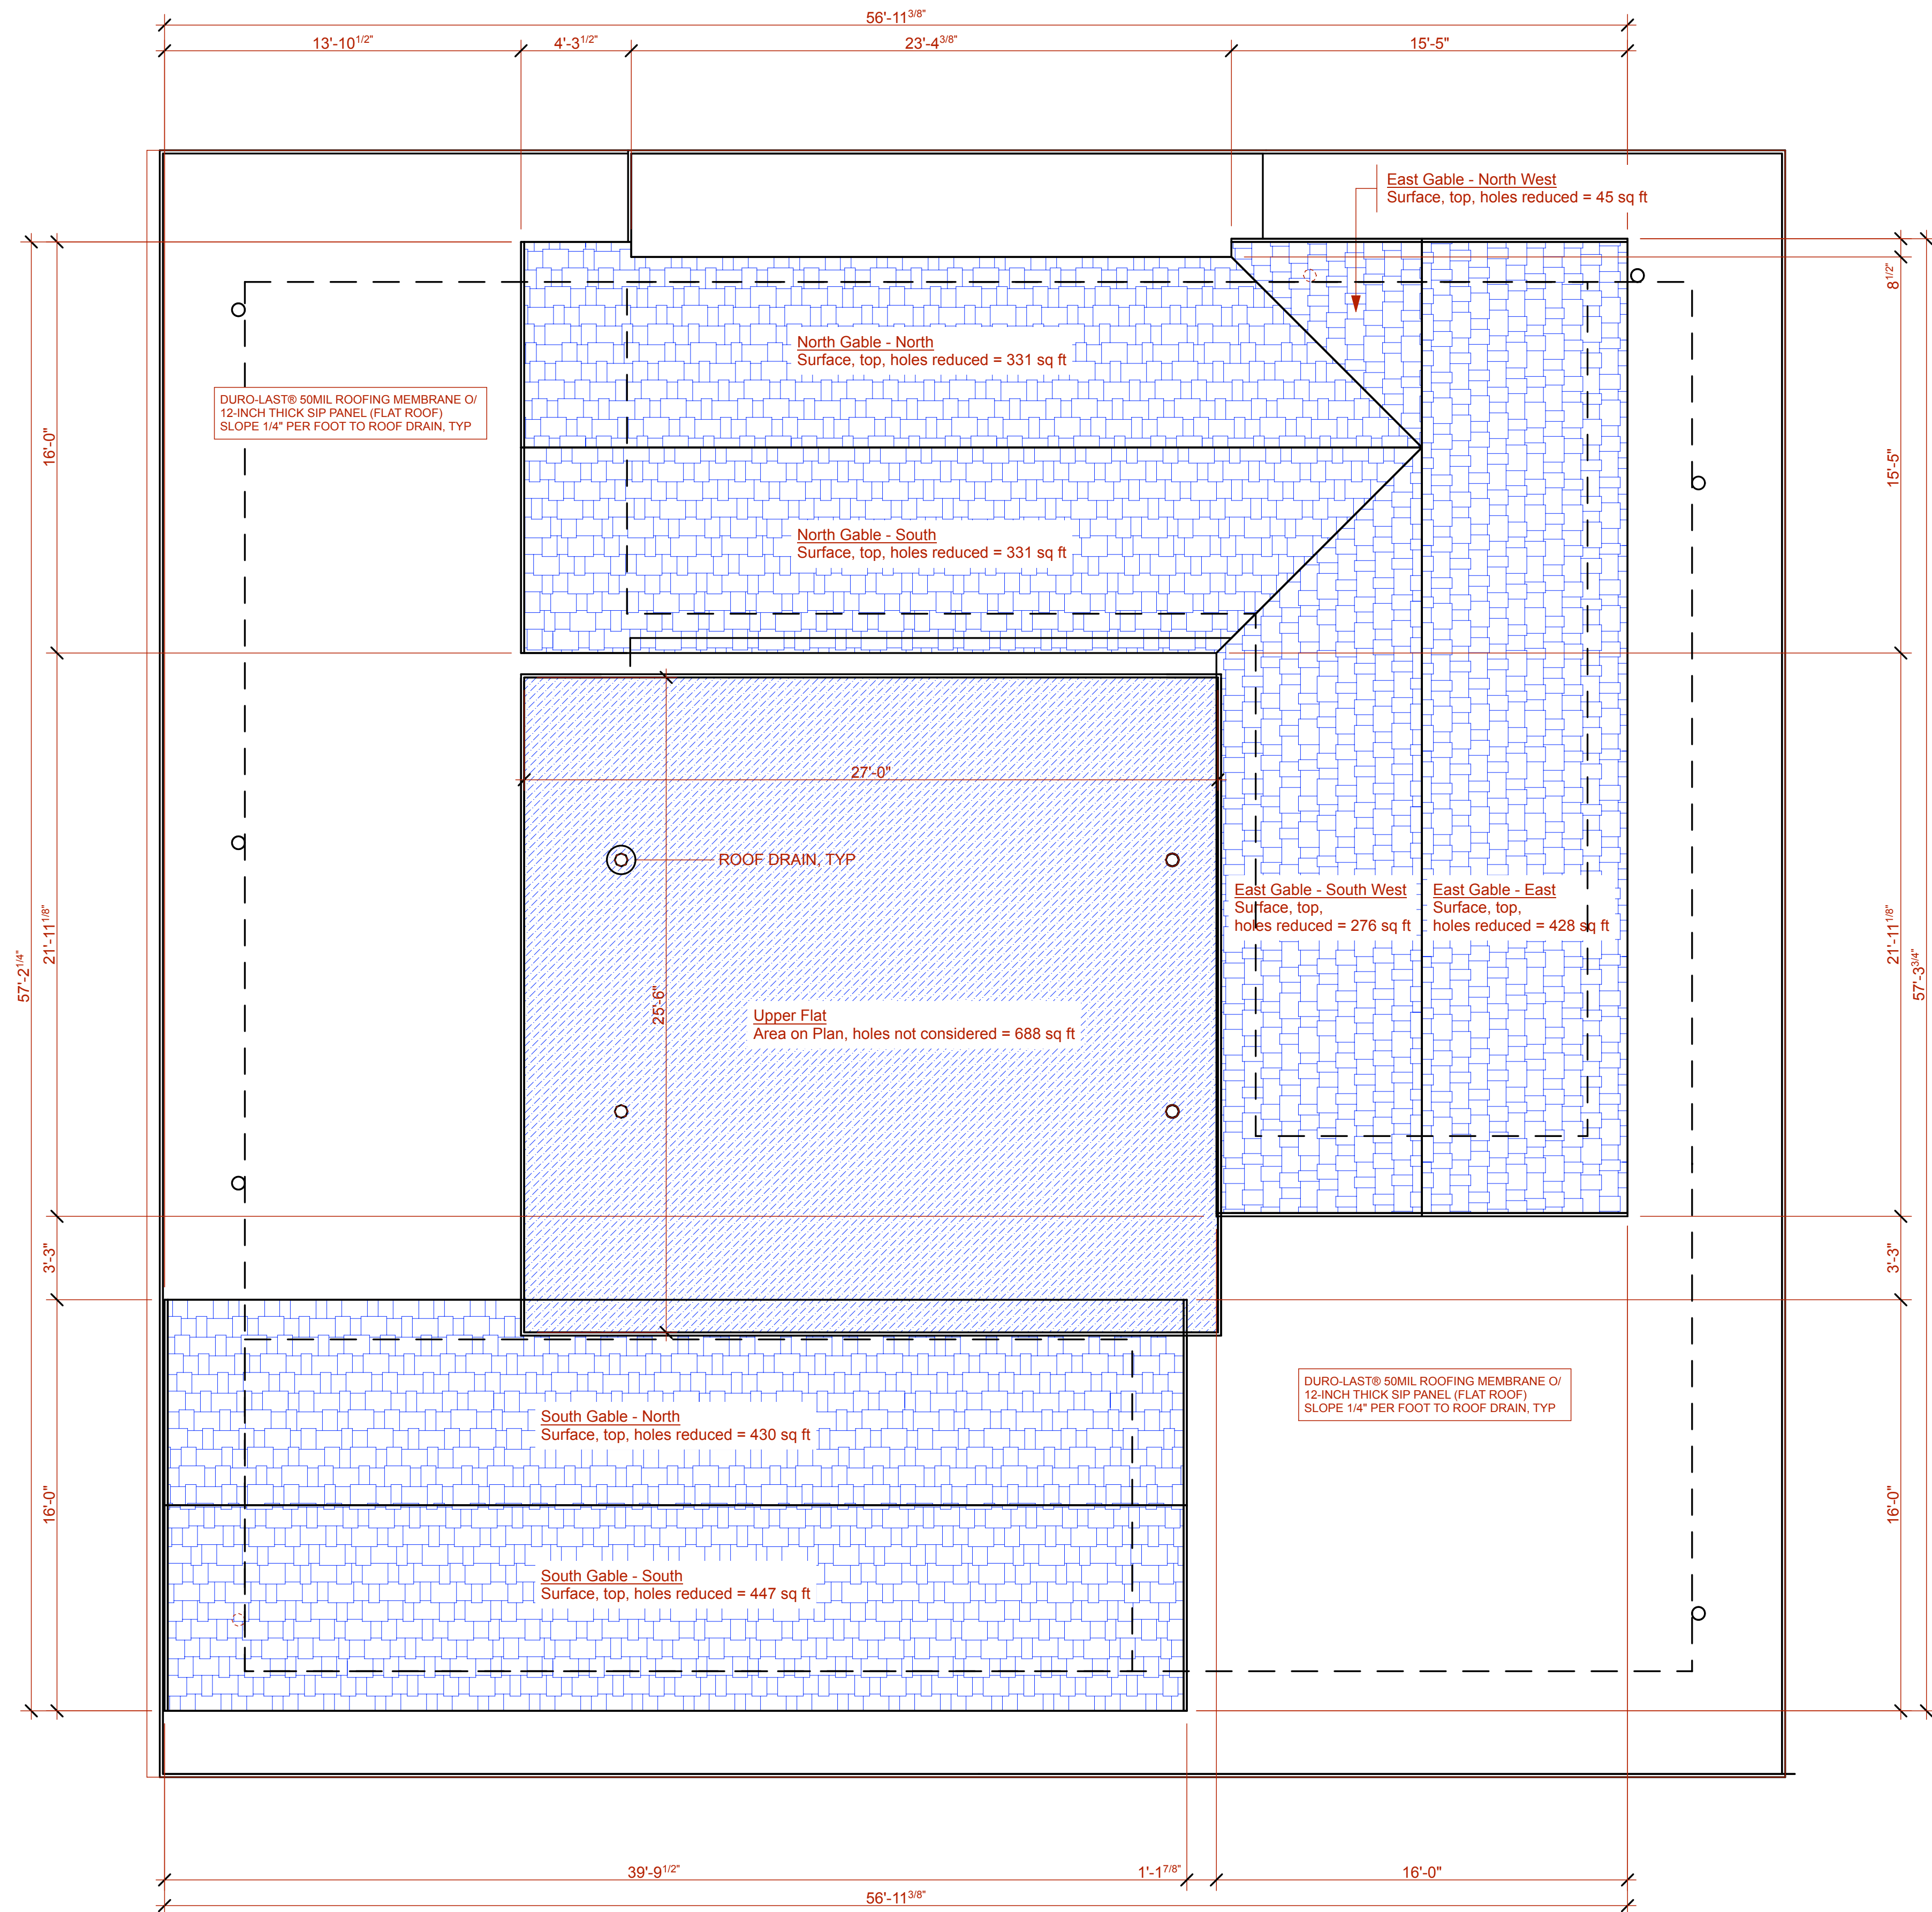 56'-11 3/8"
13'-10 1/2"
4'-3 1/2"
23'-4 3/8"
15'-5"
East Gable - North West
Surface, top, holes reduced = 45 sq ft
8 1/2"
North Gable - North
Surface, top, holes reduced = 331 sq ft
DURO-LAST® 50MIL ROOFING MEMBRANE O/
12-INCH THICK SIP PANEL (FLAT ROOF)
SLOPE 1/4" PER FOOT TO ROOF DRAIN, TYP
16'-0"
15'-5"
North Gable - South
Surface, top, holes reduced = 331 sq ft
27'-0"
ROOF DRAIN, TYP
East Gable - South West
Surface, top,
holes reduced = 276 sq ft
East Gable - East
Surface, top,
holes reduced = 428 sq ft
57'-2 1/4"
21'-11 1/8"
25'-6"
21'-11 1/8"
57'-3 3/4"
Upper Flat
Area on Plan, holes not considered = 688 sq ft
3'-3"
3'-3"
DURO-LAST® 50MIL ROOFING MEMBRANE O/
12-INCH THICK SIP PANEL (FLAT ROOF)
SLOPE 1/4" PER FOOT TO ROOF DRAIN, TYP
South Gable - North
Surface, top, holes reduced = 430 sq ft
16'-0"
16'-0"
South Gable - South
Surface, top, holes reduced = 447 sq ft
39'-9 1/2"
1'-1 7/8"
16'-0"
56'-11 3/8"